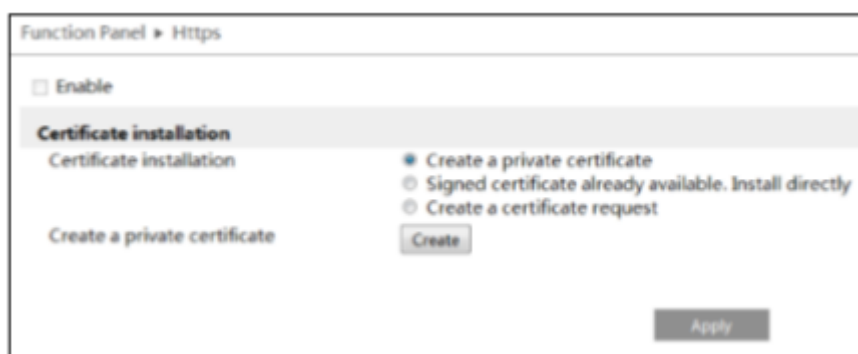 Function Panel ▸ Https
Enable
Certificate installation
Certificate installation
Create a private certificate
Signed certificate already available. Install directly
Create a certificate request
Create a private certificate
Create
Apply